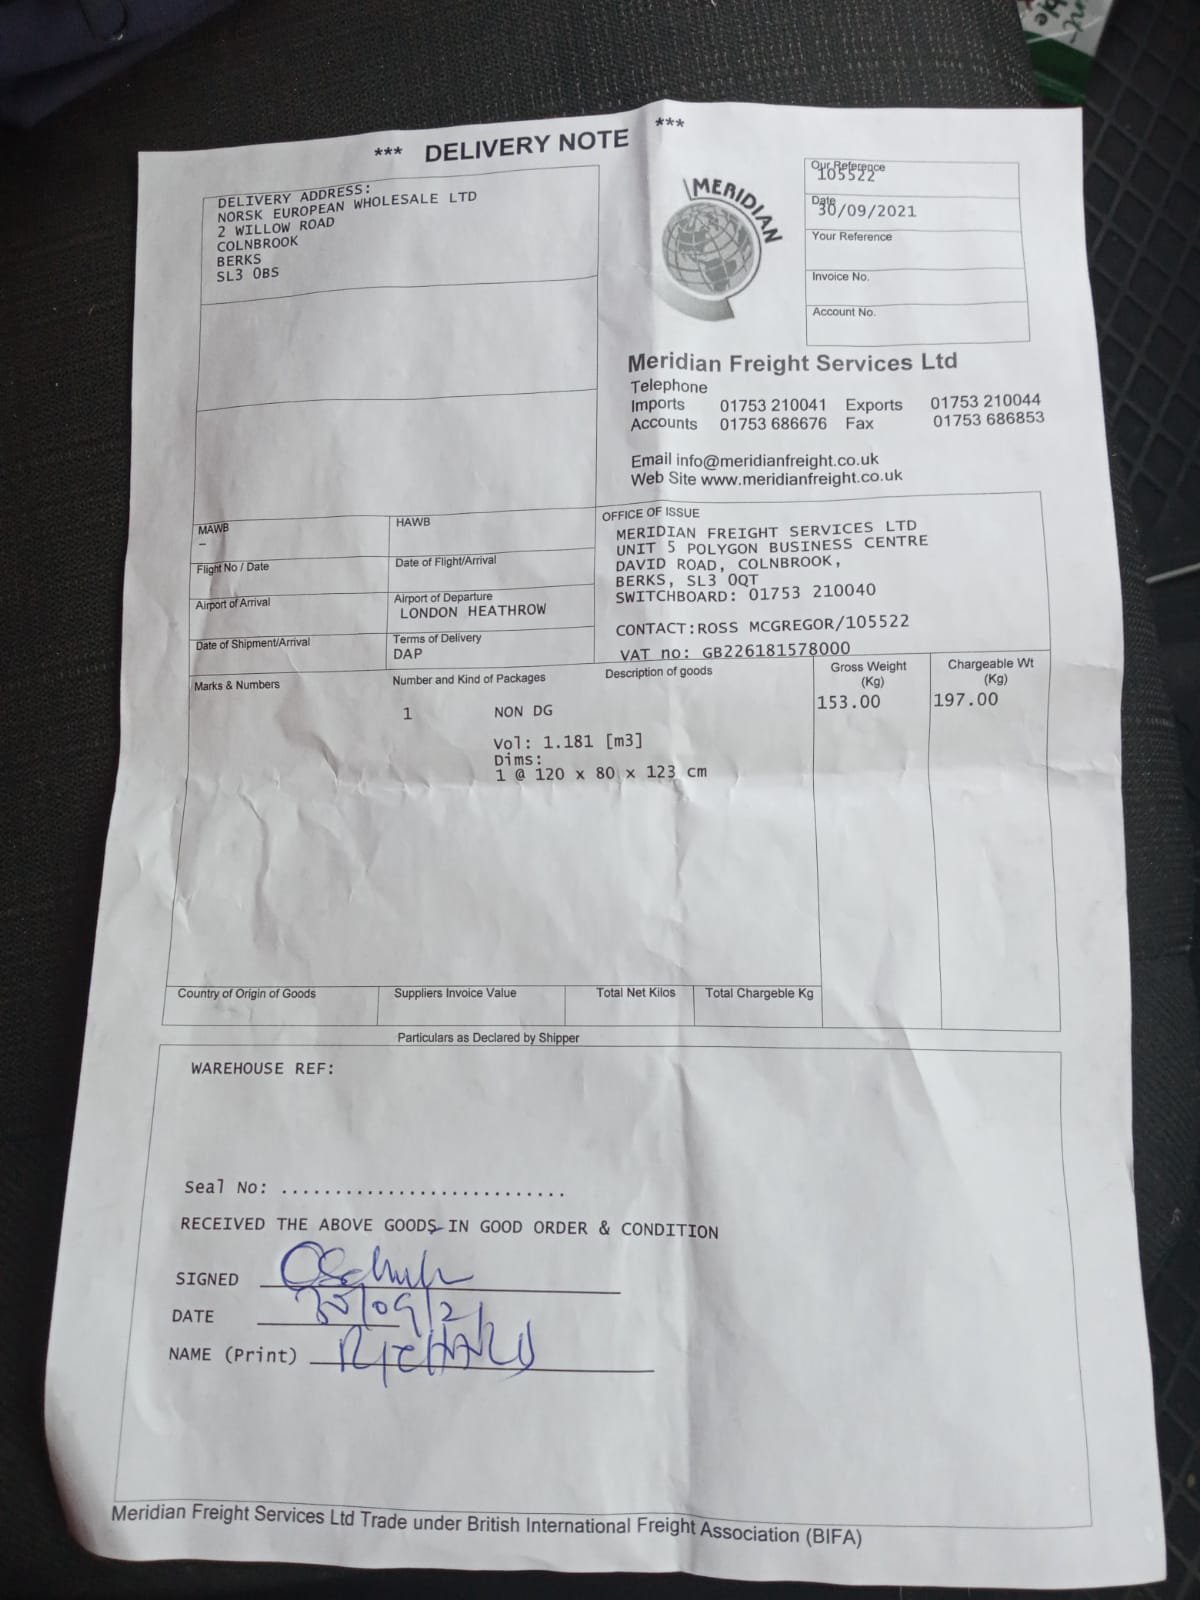 *** DELIVERY NOTE ***
DELIVERY ADDRESS:
NORSK EUROPEAN WHOLESALE LTD
2 WILLOW ROAD
COLNBROOK
BERKS
SL3 0BS
MERIDIAN
Our Reference
105522
Date
30/09/2021
Your Reference
Invoice No.
Account No.
Meridian Freight Services Ltd
Telephone
Imports 01753 210041 Exports 01753 210044
Accounts 01753 686676 Fax 01753 686853
Email info@meridianfreight.co.uk
Web Site www.meridianfreight.co.uk
MAWB
-
HAWB
Flight No / Date
Date of Flight/Arrival
Airport of Arrival
Airport of Departure
LONDON HEATHROW
Date of Shipment/Arrival
Terms of Delivery
DAP
OFFICE OF ISSUE
MERIDIAN FREIGHT SERVICES LTD
UNIT 5 POLYGON BUSINESS CENTRE
DAVID ROAD, COLNBROOK,
BERKS, SL3 0QT
SWITCHBOARD: 01753 210040
CONTACT:ROSS MCGREGOR/105522
VAT no: GB226181578000
Marks & Numbers
Number and Kind of Packages
Description of goods
Gross Weight
(Kg)
Chargeable Wt
(Kg)
1 NON DG 153.00 197.00
Vol: 1.181 [m3]
Dims:
1 @ 120 x 80 x 123 cm
Country of Origin of Goods
Suppliers Invoice Value
Total Net Kilos
Total Chargeble Kg
Particulars as Declared by Shipper
WAREHOUSE REF:
Seal No: ...........................
RECEIVED THE ABOVE GOODS IN GOOD ORDER & CONDITION
SIGNED
DATE
NAME (Print) RICHARD
Meridian Freight Services Ltd Trade under British International Freight Association (BIFA)